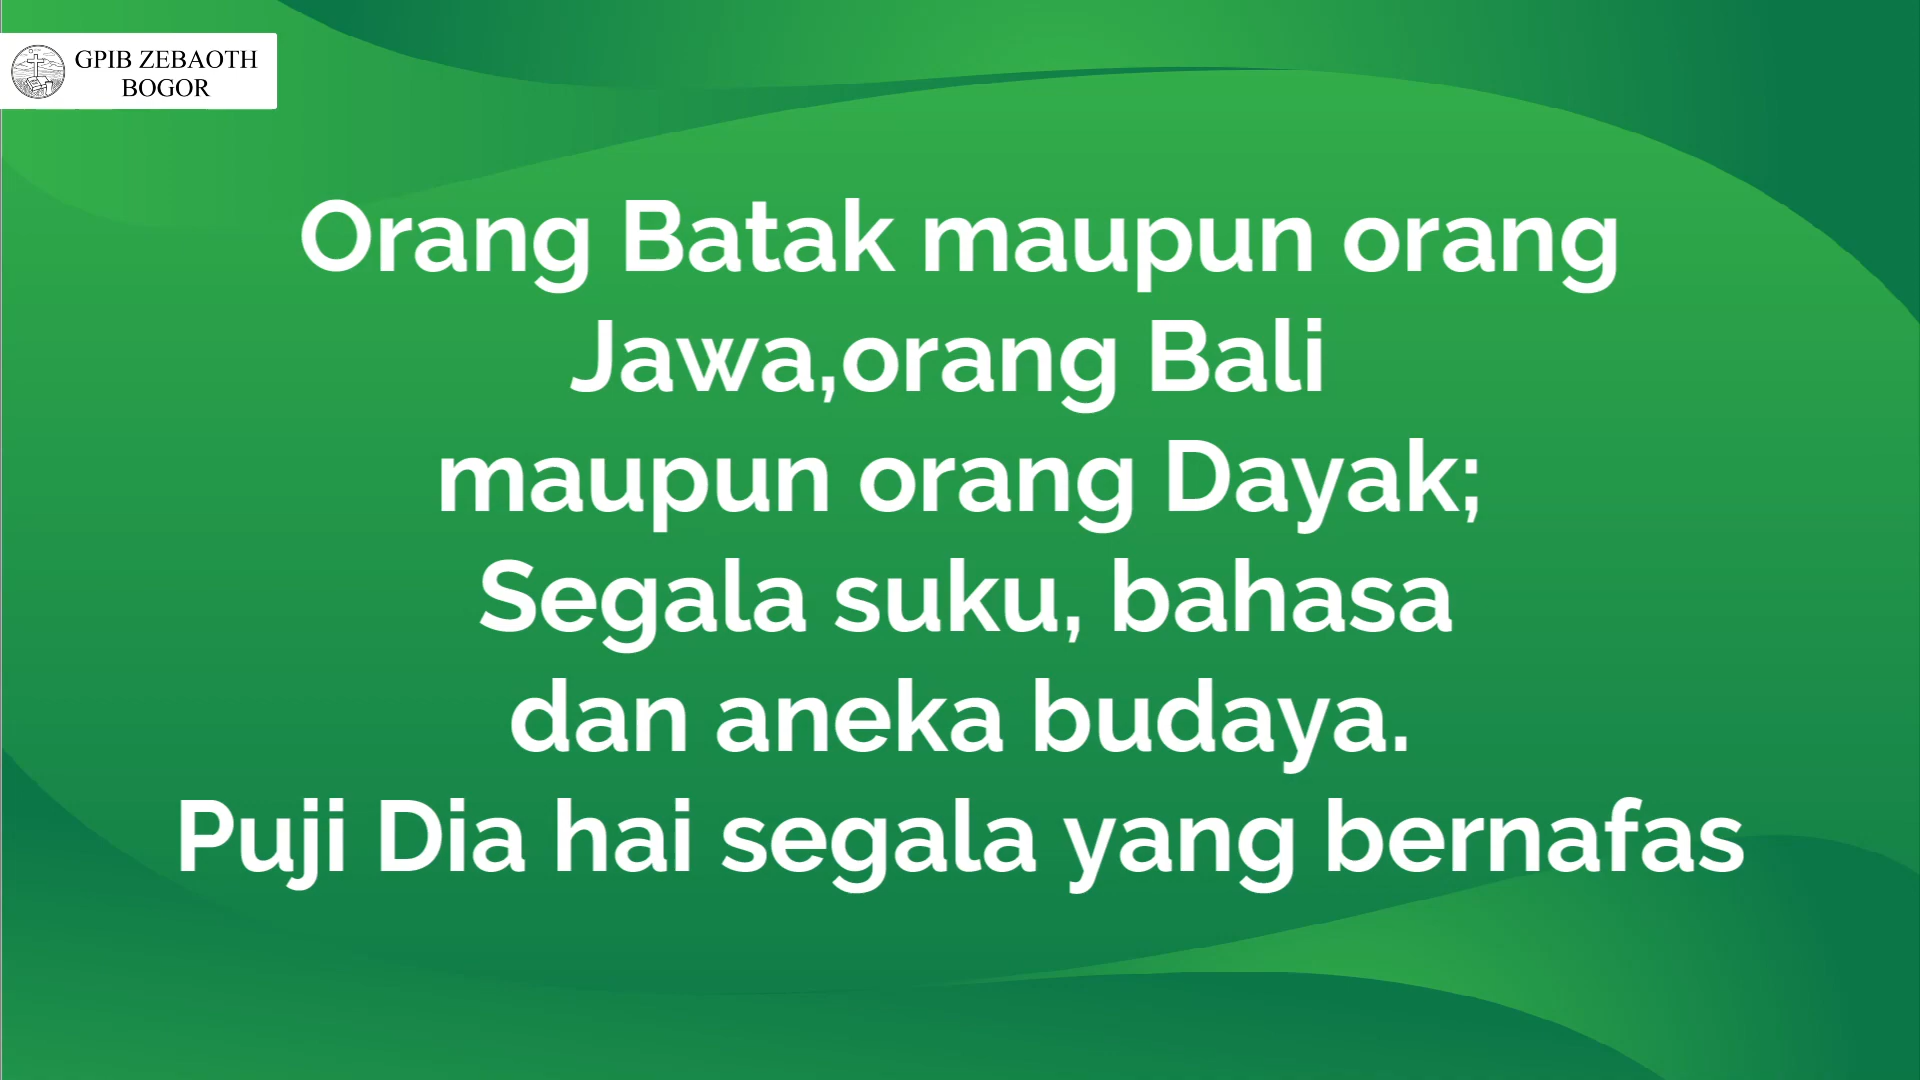 GPIB ZEBAOTH
BOGOR
Orang Batak maupun orang
Jawa,orang Bali
maupun orang Dayak;
Segala suku, bahasa
dan aneka budaya.
Puji Dia hai segala yang bernafas